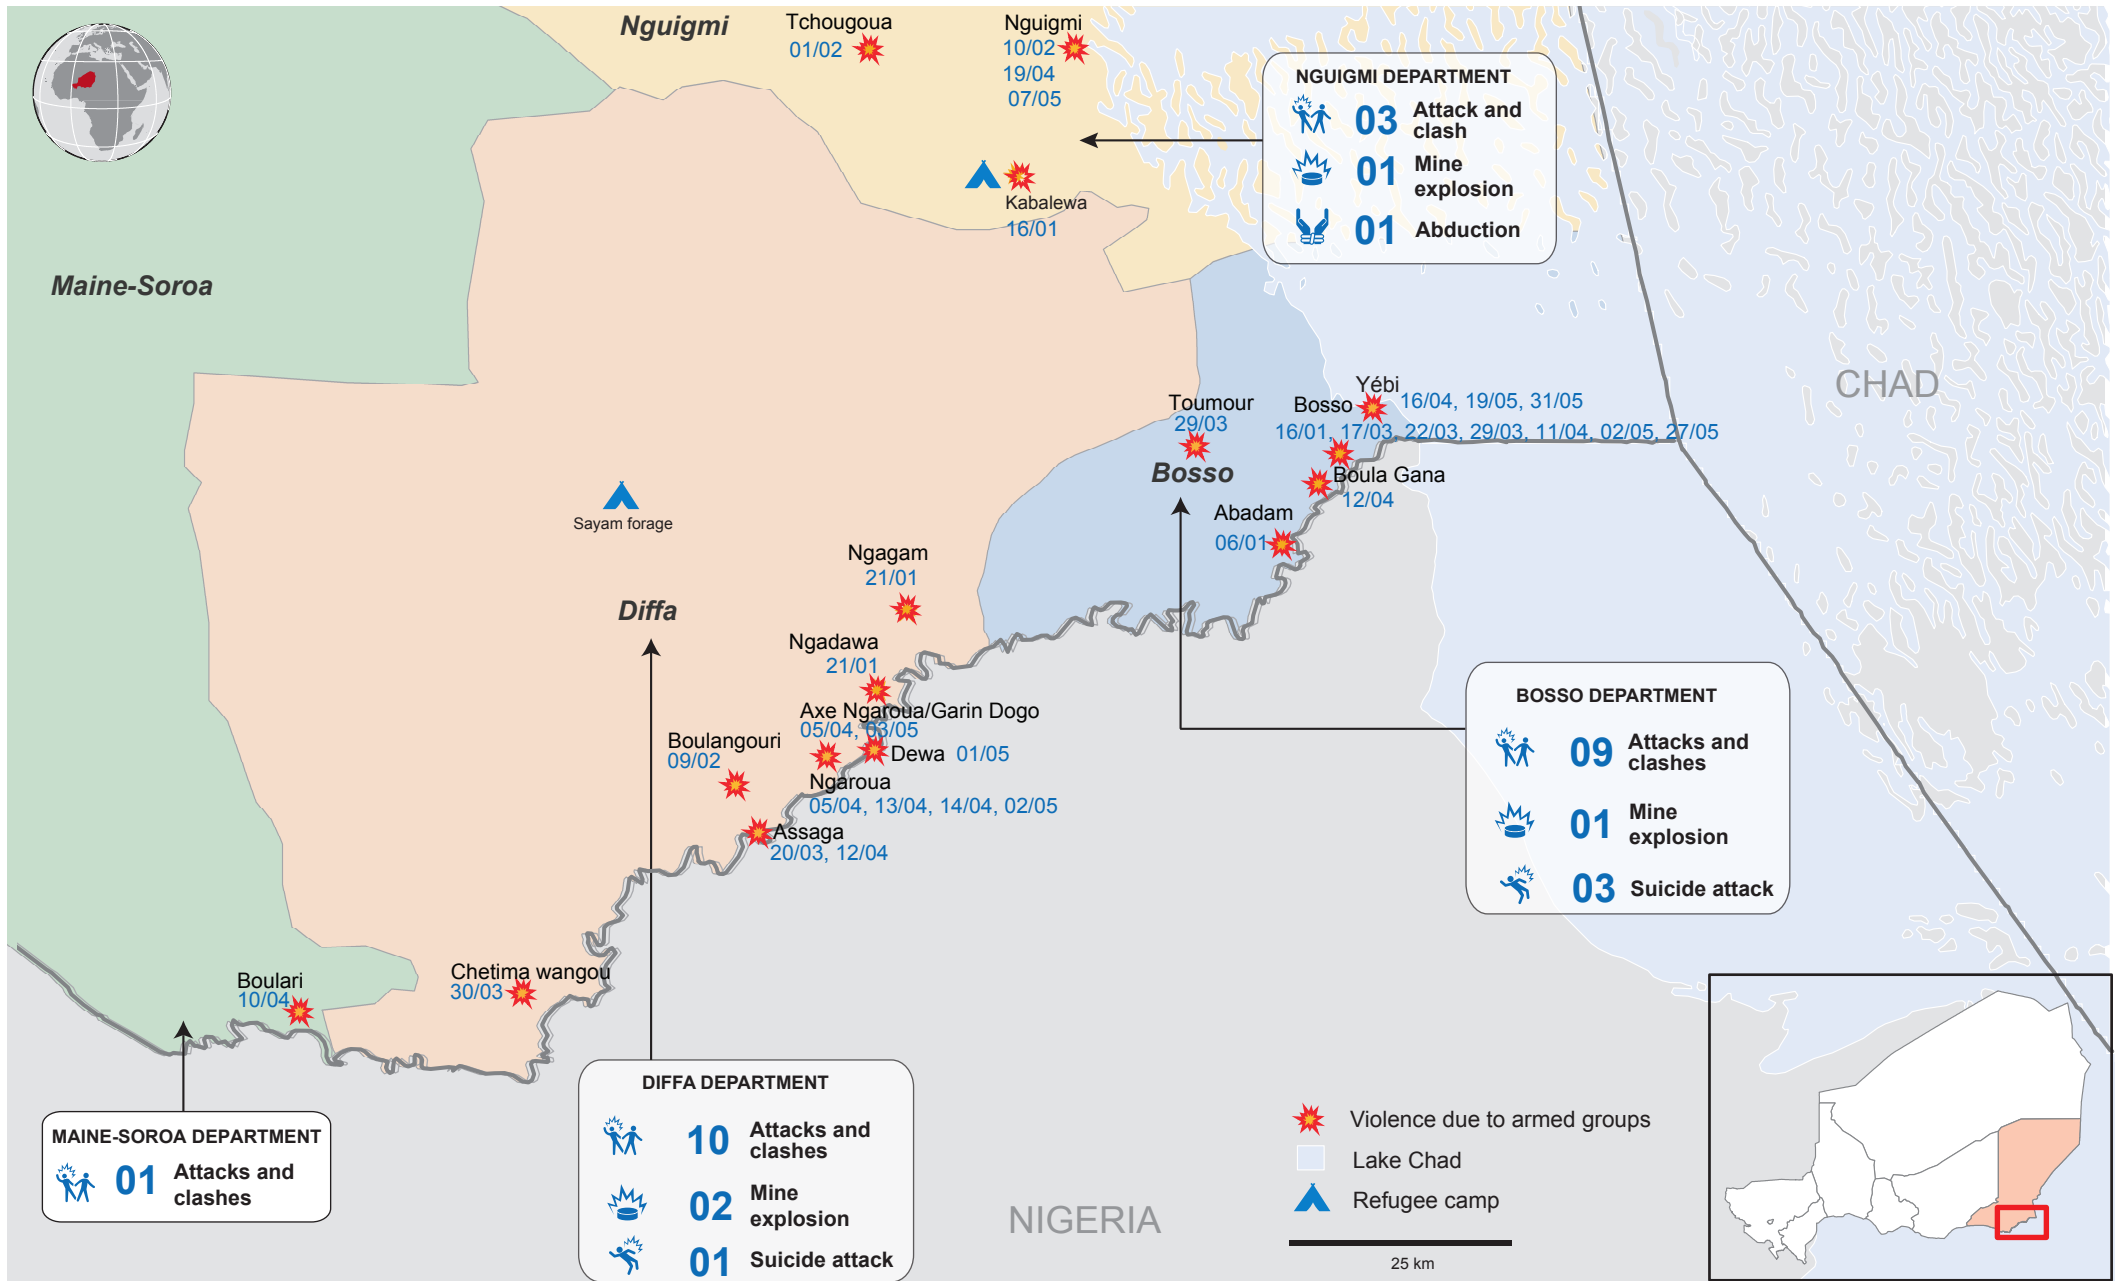 Nguigmi
Tchougoua
01/02
Nguigmi
10/02
19/04
07/05
NGUIGMI DEPARTMENT
03 Attack and
clash
01 Mine
explosion
01 Abduction
Kabalewa
16/01
Maine-Soroa
CHAD
Yébi
16/04, 19/05, 31/05
Toumour
29/03
Bosso
16/01, 17/03, 22/03, 29/03, 11/04, 02/05, 27/05
Bosso
Boula Gana
12/04
Abadam
06/01
Sayam forage
Ngagam
21/01
Diffa
Ngadawa
21/01
Axe Ngaroua/Garin Dogo
05/04, 03/05
Boulangouri
09/02
Dewa 01/05
Ngaroua
05/04, 13/04, 14/04, 02/05
Assaga
20/03, 12/04
BOSSO DEPARTMENT
09 Attacks and
clashes
01 Mine
explosion
03 Suicide attack
Boulari
10/04
Chetima wangou
30/03
MAINE-SOROA DEPARTMENT
01 Attacks and
clashes
DIFFA DEPARTMENT
10 Attacks and
clashes
02 Mine
explosion
01 Suicide attack
NIGERIA
Violence due to armed groups
Lake Chad
Refugee camp
25 km